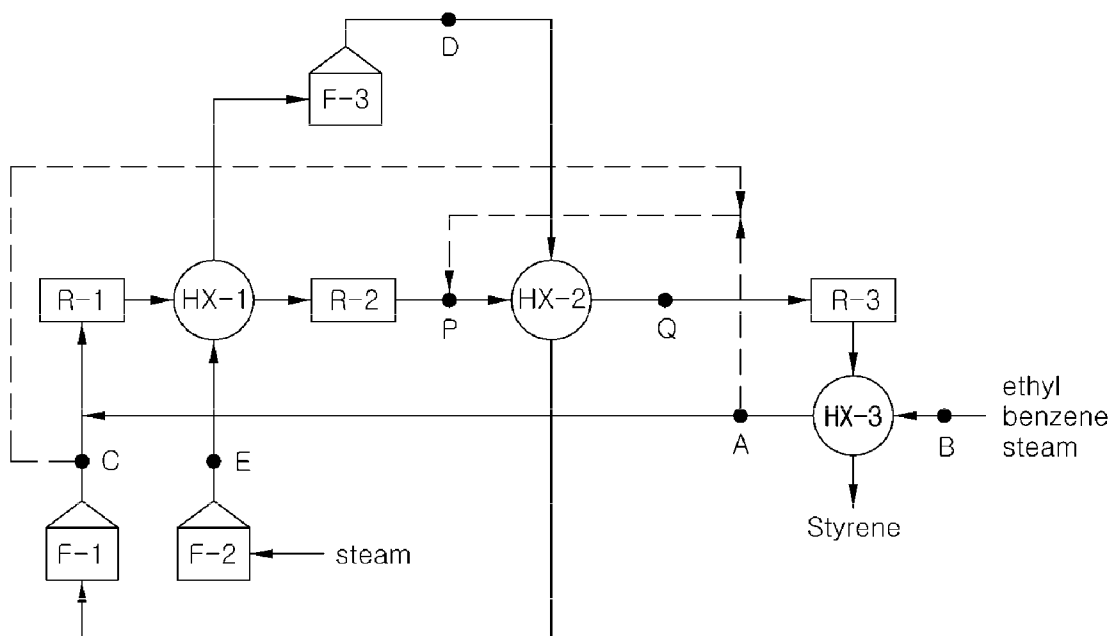 D
F-3
R-1
HX-1
R-2
P
HX-2
Q
R-3
A
HX-3
B
ethyl
benzene
steam
C
E
Styrene
F-1
F-2
steam